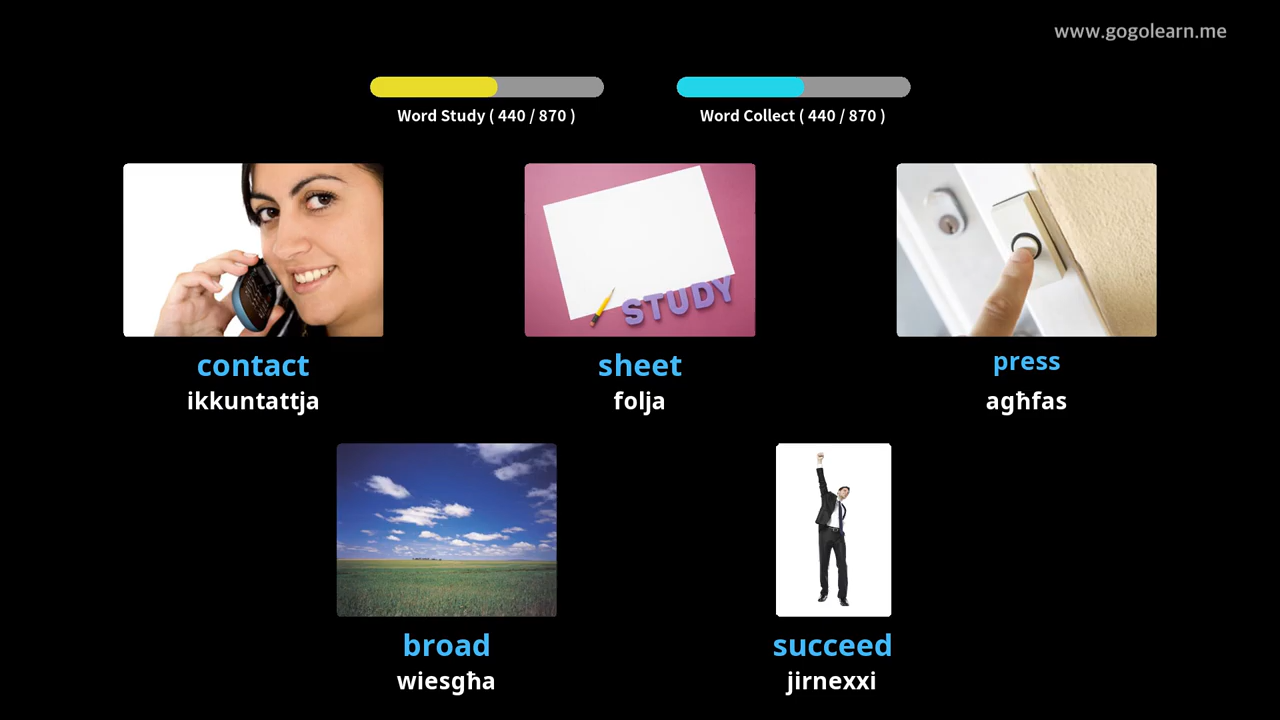 www.gogolearn.me
Word Study ( 440 / 870 )
Word Collect ( 440 / 870 )
STUDY
contact
ikkuntattja
sheet
folja
press
agħfas
broad
wiesgħa
succeed
jirnexxi